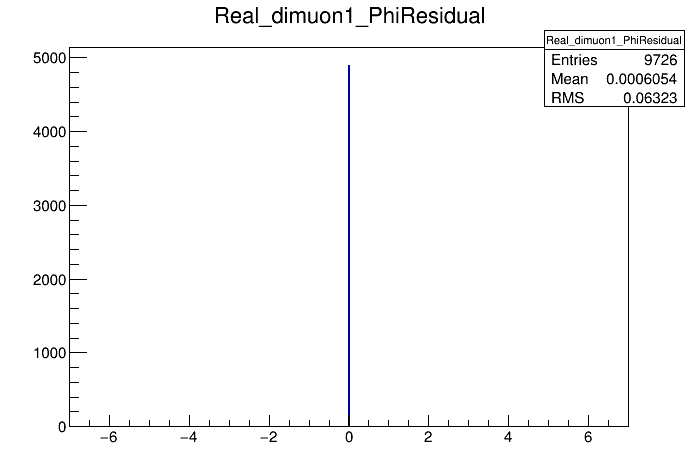 Real_dimuon1_PhiResidual
Real_dimuon1_PhiResidual
Entries 9726
Mean 0.0006054
RMS 0.06323
5000
4000
3000
2000
1000
0
−6 −4 −2 0 2 4 6